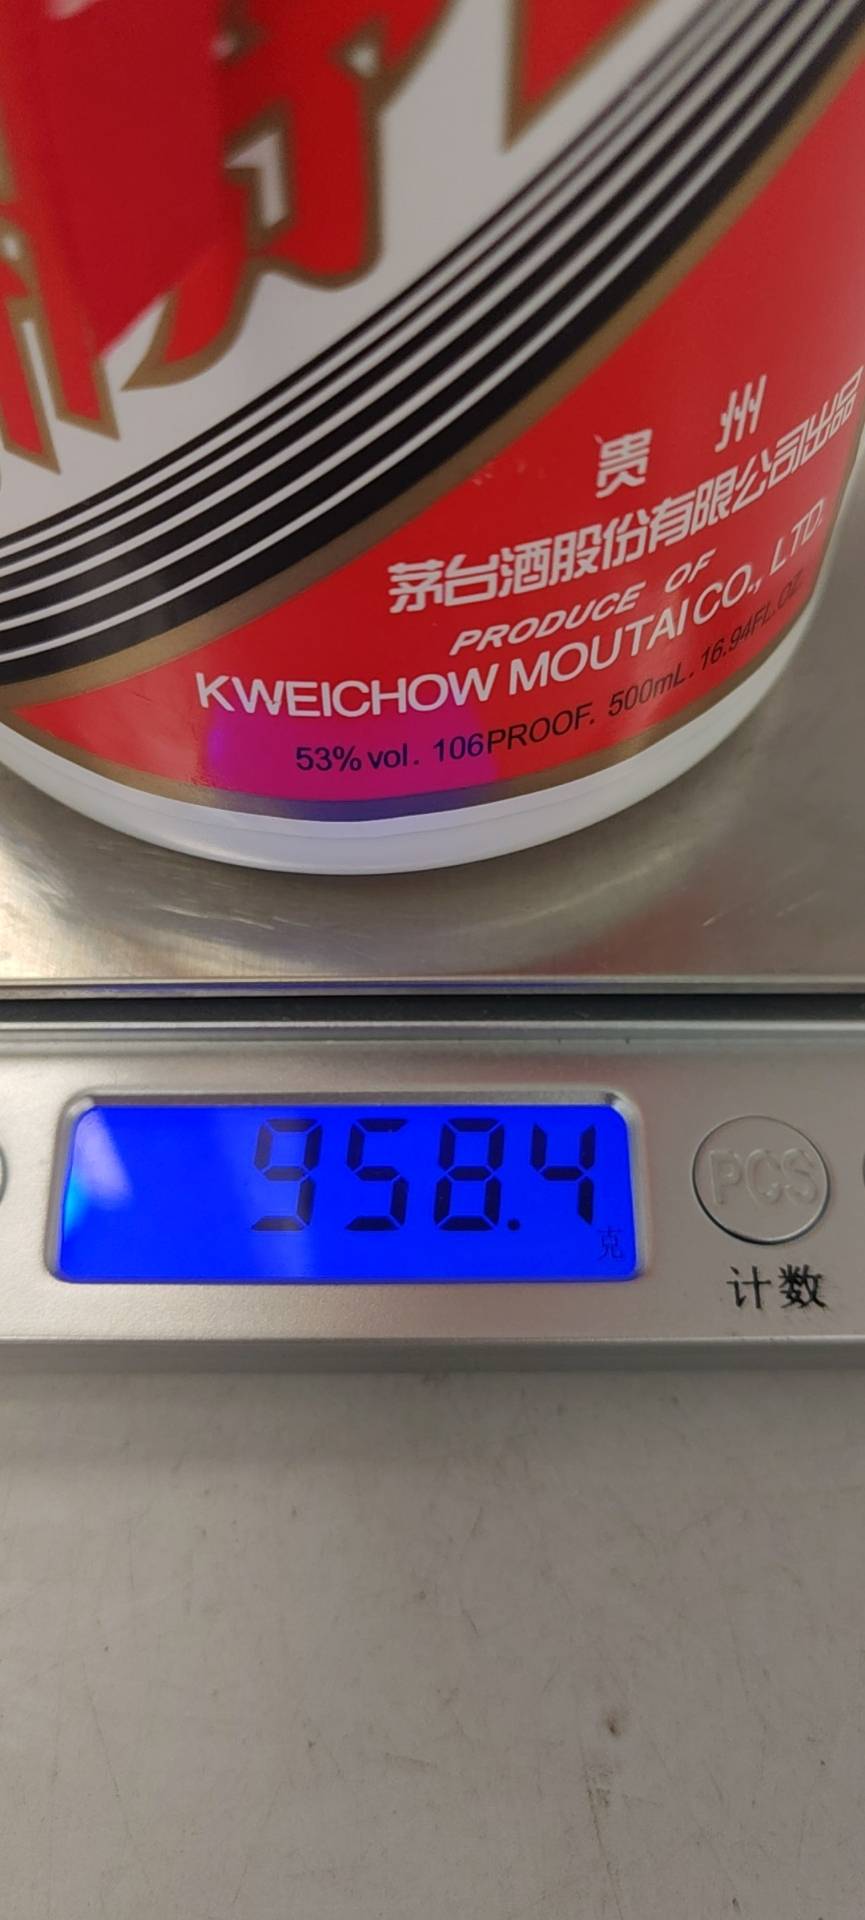 贵州
茅台酒股份有限公司出品
PRODUCE OF
KWEICHOW MOUTAI CO., LTD.
53% vol. 106PROOF. 500mL. 16.94FL.OZ.
958.4
克
PCS
计数